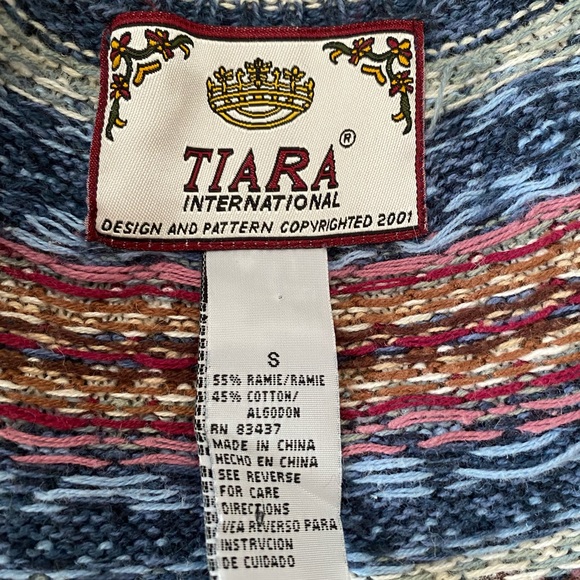 TIARA®
INTERNATIONAL
DESIGN AND PATTERN COPYRIGHTED 2001
S
55% RAMIE/RAMIE
45% COTTON/
ALGODON
RN 83437
MADE IN CHINA
HECHO EN CHINA
SEE REVERSE
FOR CARE
DIRECTIONS
VEA REVERSO PARA
INSTRVCION
DE CUIDADO